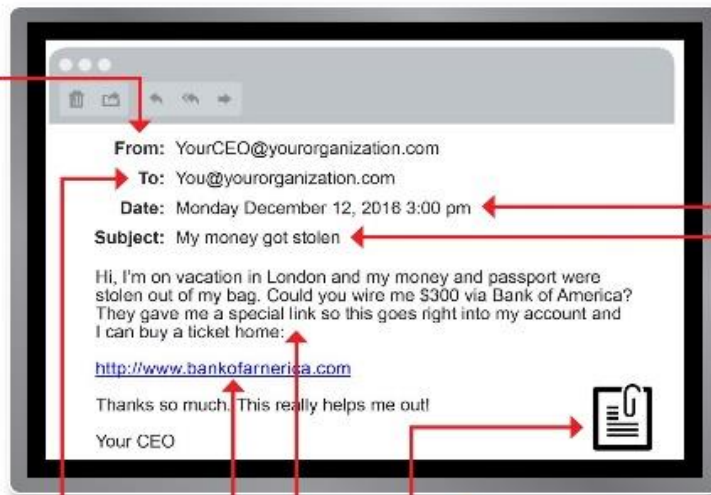 From: YourCEO@yourorganization.com
To: You@yourorganization.com
Date: Monday December 12, 2016 3:00 pm
Subject: My money got stolen
Hi, I'm on vacation in London and my money and passport were
stolen out of my bag. Could you wire me $300 via Bank of America?
They gave me a special link so this goes right into my account and
I can buy a ticket home:
http://www.bankofarnerica.com
Thanks so much. This really helps me out!
Your CEO